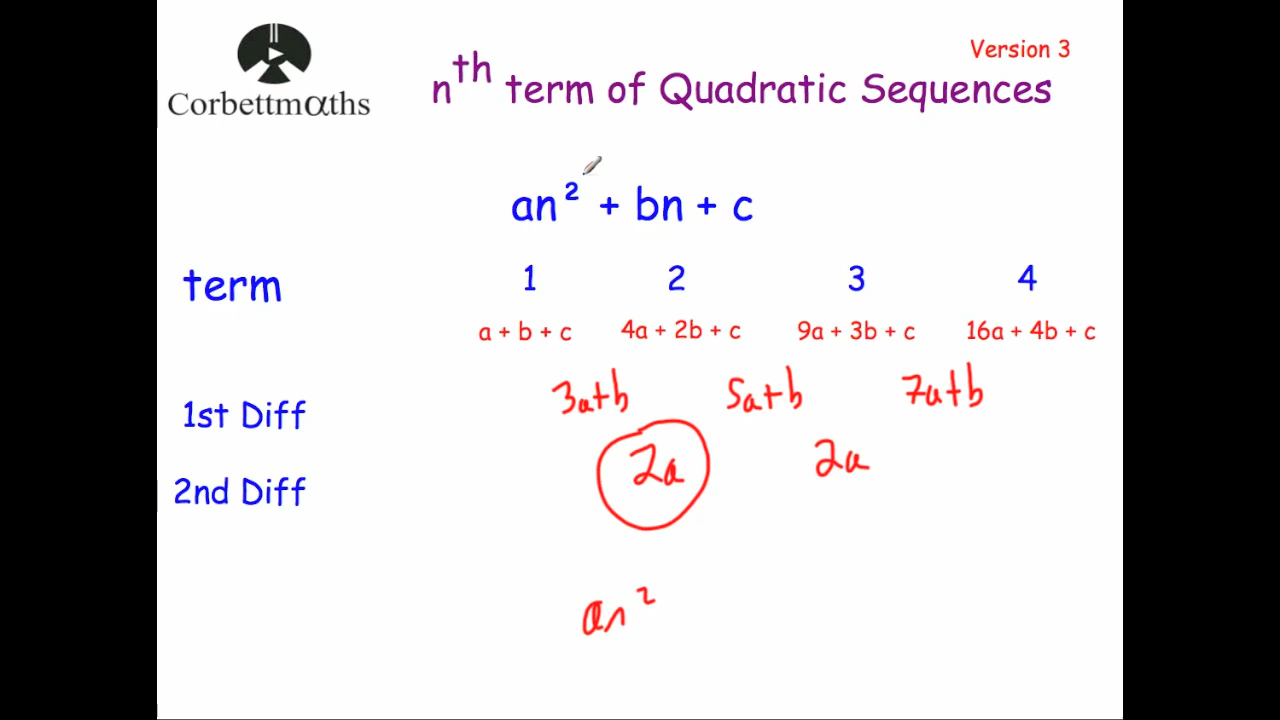 Version 3
Corbettmαths
nᵗʰ term of Quadratic Sequences
an² + bn + c
term 1 2 3 4
a + b + c 4a + 2b + c 9a + 3b + c 16a + 4b + c
1st Diff 3a+b 5a+b 7a+b
2nd Diff 2a 2a
an²